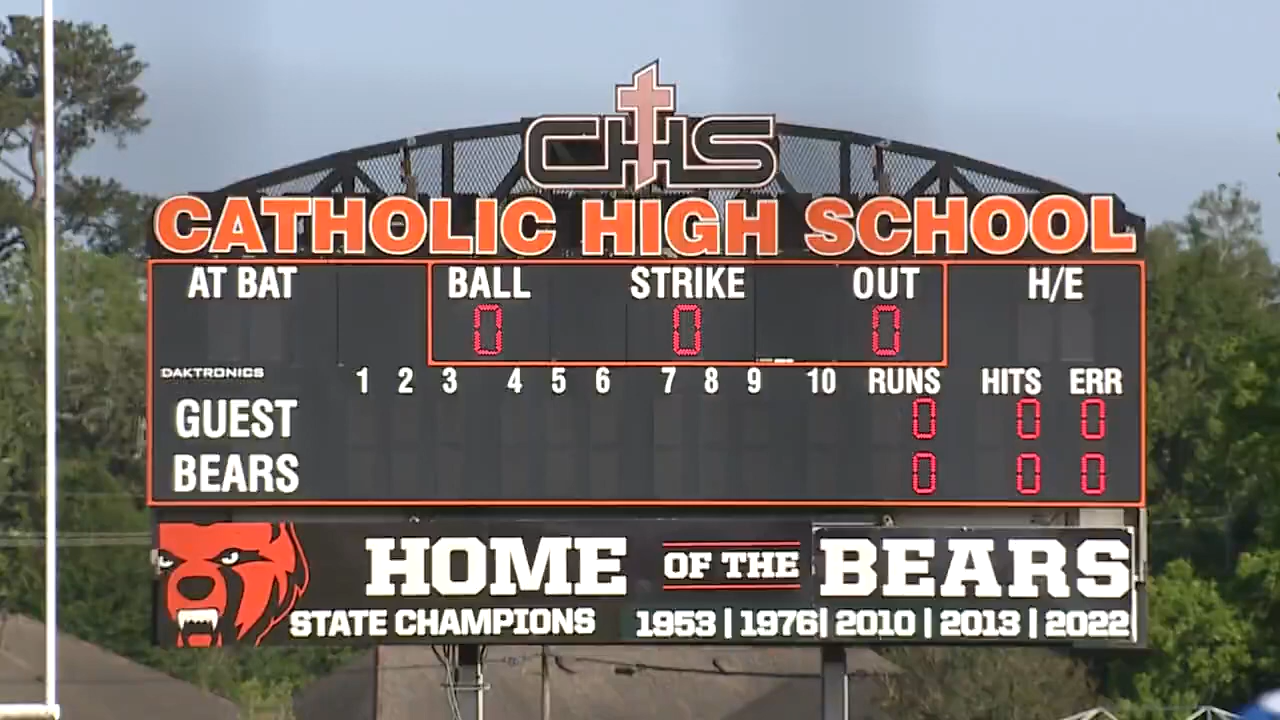 CHS
CATHOLIC HIGH SCHOOL
AT BAT BALL STRIKE OUT H/E
0 0 0
DAKTRONICS 1 2 3 4 5 6 7 8 9 10 RUNS HITS ERR
GUEST 0 0 0
BEARS 0 0 0
HOME OF THE BEARS
STATE CHAMPIONS 1953 | 1976 | 2010 | 2013 | 2022